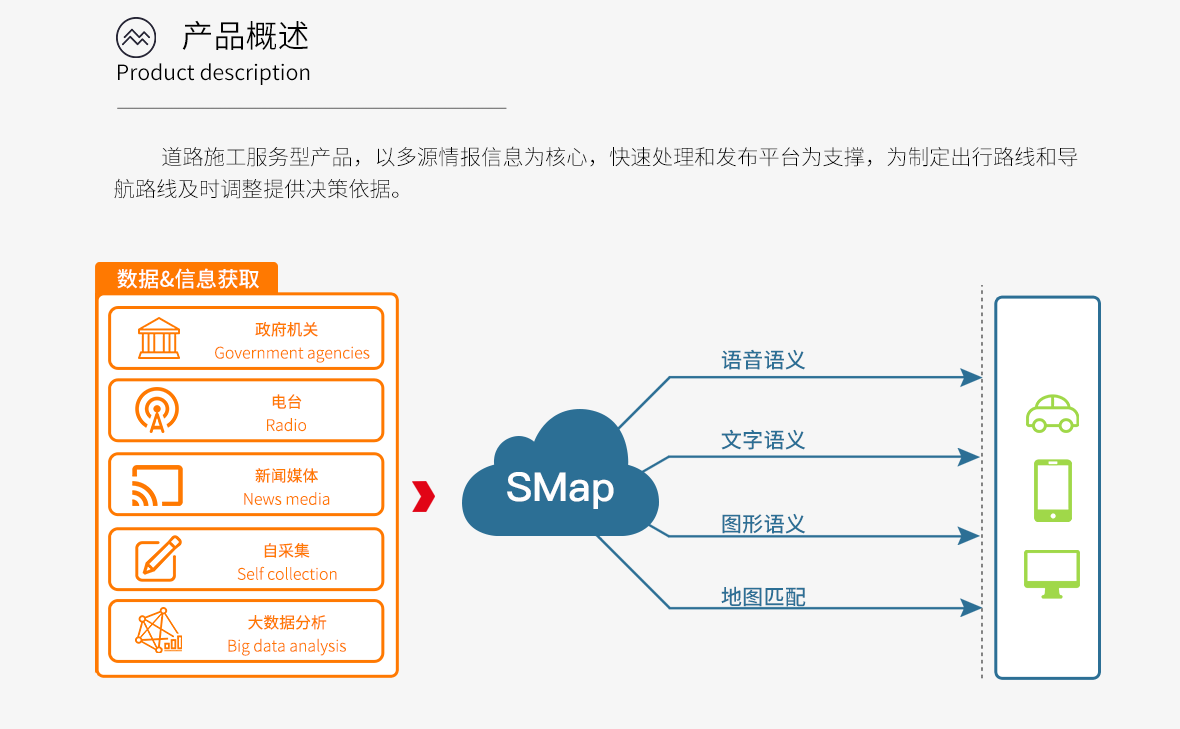 产品概述
Product description
道路施工服务型产品，以多源情报信息为核心，快速处理和发布平台为支撑，为制定出行路线和导
航路线及时调整提供决策依据。
数据&信息获取
政府机关
Government agencies
电台
Radio
新闻媒体
News media
自采集
Self collection
大数据分析
Big data analysis
SMap
语音语义
文字语义
图形语义
地图匹配